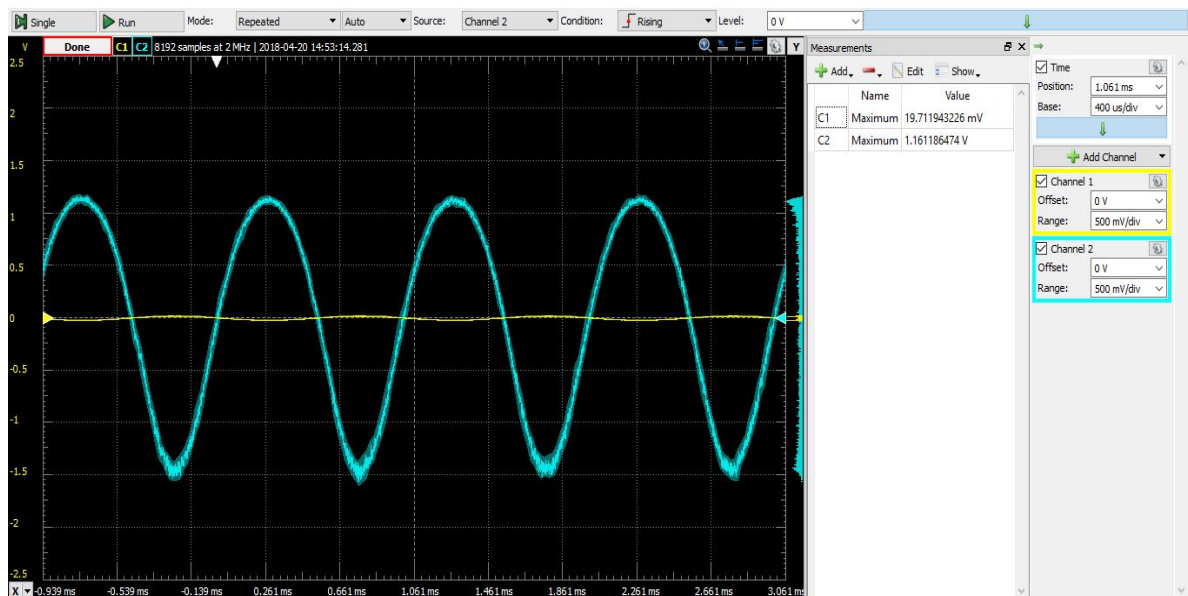 Single Run Mode: Repeated Auto Source: Channel 2 Condition: Rising Level: 0 V
V Done C1 C2 8192 samples at 2 MHz | 2018-04-20 14:53:14.281 Y
2.5
2
1.5
1
0.5
0
-0.5
-1
-1.5
-2
-2.5
X -0.939 ms -0.539 ms -0.139 ms 0.261 ms 0.661 ms 1.061 ms 1.461 ms 1.861 ms 2.261 ms 2.661 ms 3.061 ms
Measurements
Add Edit Show
Name Value
C1 Maximum 19.711943226 mV
C2 Maximum 1.161186474 V
Time
Position: 1.061 ms
Base: 400 us/div
Add Channel
Channel 1
Offset: 0 V
Range: 500 mV/div
Channel 2
Offset: 0 V
Range: 500 mV/div